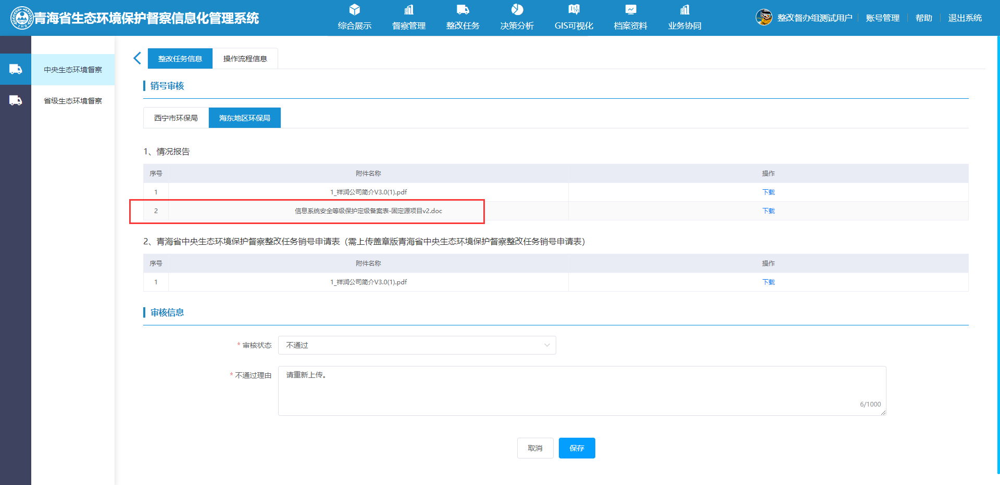 青海省生态环境保护督察信息化管理系统
综合展示 督察管理 整改任务 决策分析 GIS可视化 档案资料 业务协同
整改督办组测试用户 账号管理 帮助 退出系统
中央生态环境督察
省级生态环境督察
整改任务信息 操作流程信息
销号审核
西宁市环保局 海东地区环保局
1、情况报告
序号 附件名称 操作
1 1_祥润公司简介V3.0(1).pdf 下载
2 信息系统安全等级保护定级备案表-固定源项目v2.doc 下载
2、青海省中央生态环境保护督察整改任务销号申请表（需上传盖章版青海省中央生态环境保护督察整改任务销号申请表）
序号 附件名称 操作
1 1_祥润公司简介V3.0(1).pdf 下载
审核信息
* 审核状态 不通过
* 不通过理由 请重新上传。
6/1000
取消 保存